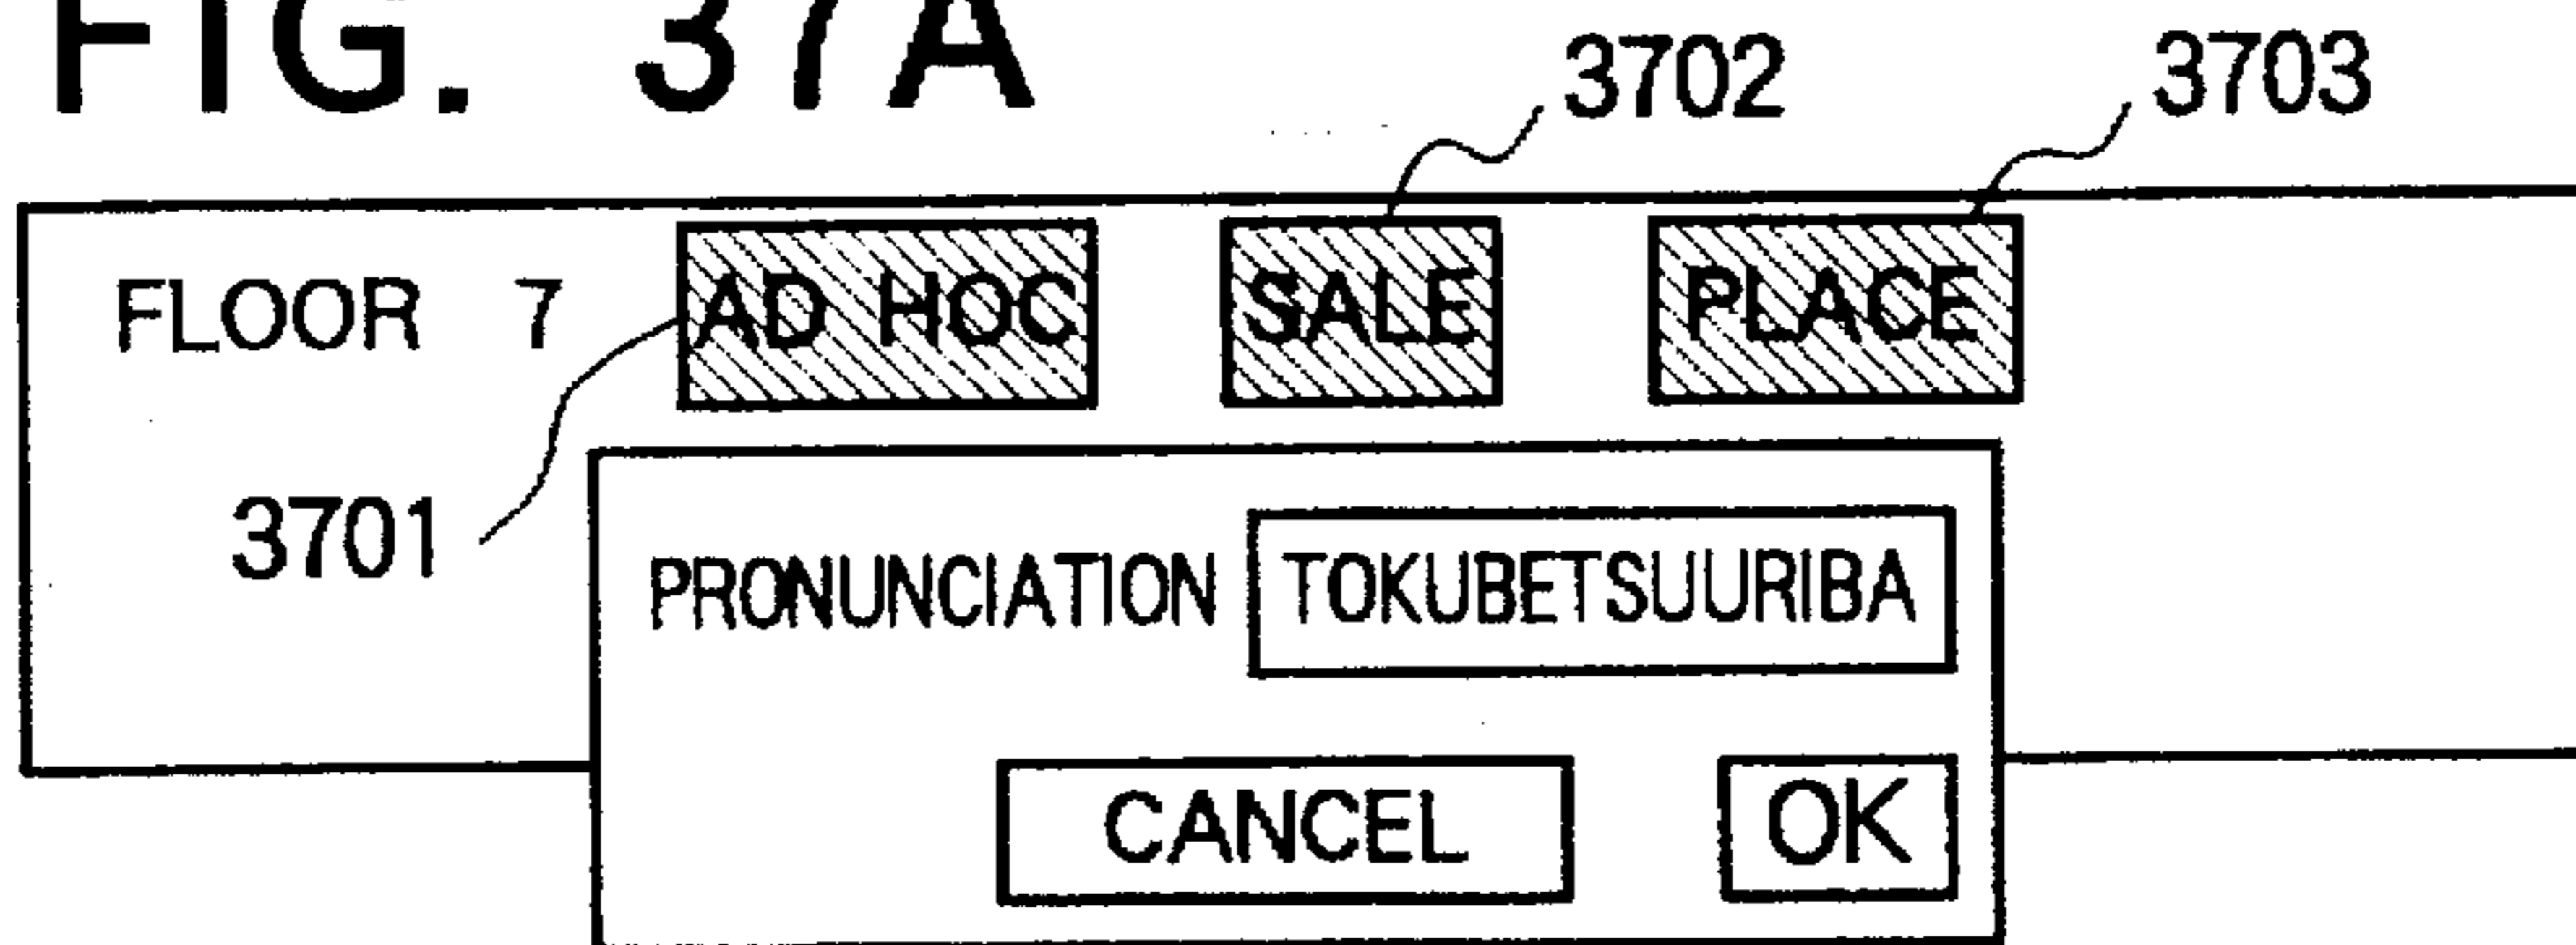 FIG. 37A
3702 3703
FLOOR 7 AD HOC SALE PLACE
3701
PRONUNCIATION TOKUBETSUURIBA
CANCEL OK